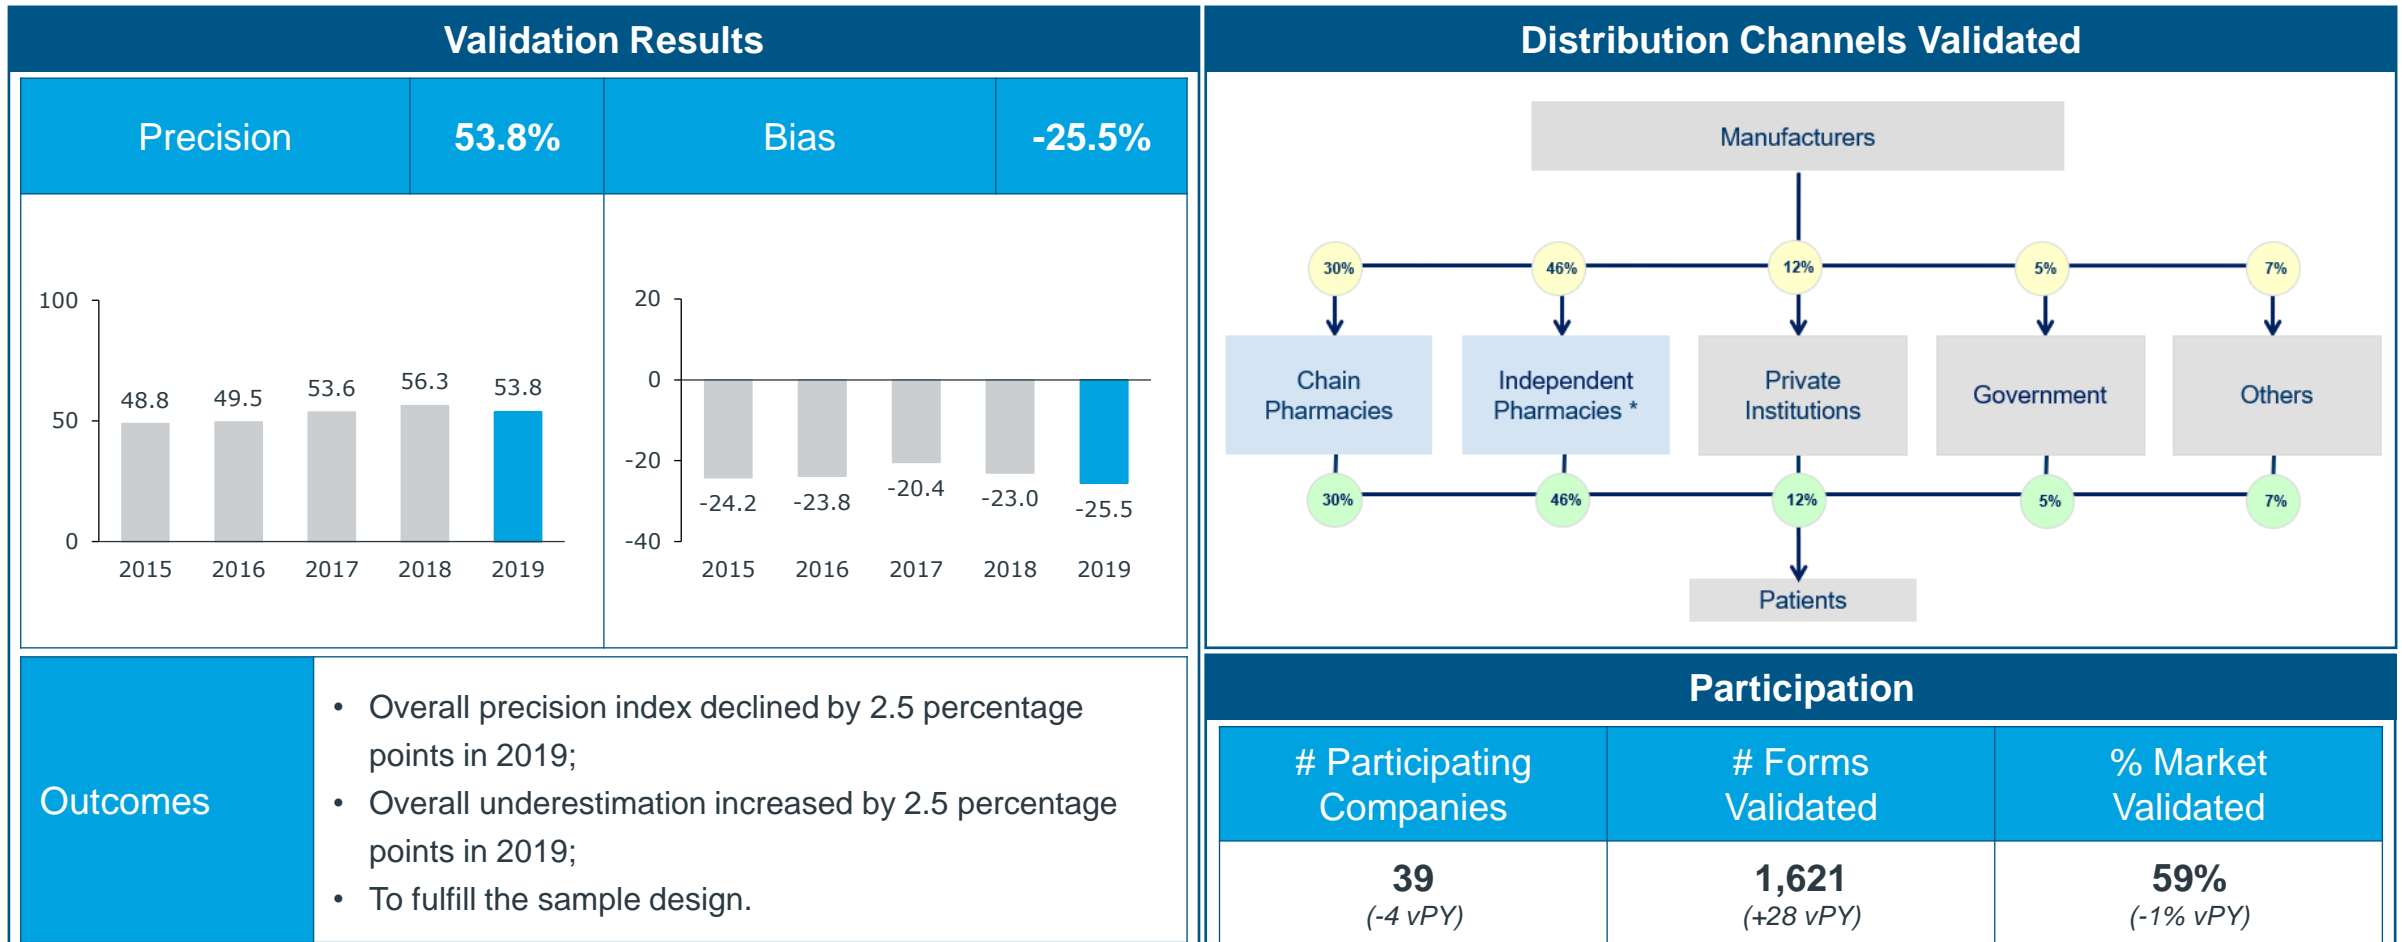 Validation Results
Precision
53.8%
Bias
-25.5%
100
50
0
48.8
49.5
53.6
56.3
53.8
2015
2016
2017
2018
2019
20
0
-20
-40
-24.2
-23.8
-20.4
-23.0
-25.5
2015
2016
2017
2018
2019
Outcomes
• Overall precision index declined by 2.5 percentage
points in 2019;
• Overall underestimation increased by 2.5 percentage
points in 2019;
• To fulfill the sample design.
Distribution Channels Validated
Manufacturers
30%
46%
12%
5%
7%
Chain
Pharmacies
Independent
Pharmacies *
Private
Institutions
Government
Others
30%
46%
12%
5%
7%
Patients
Participation
# Participating
Companies
# Forms
Validated
% Market
Validated
39
(-4 vPY)
1,621
(+28 vPY)
59%
(-1% vPY)